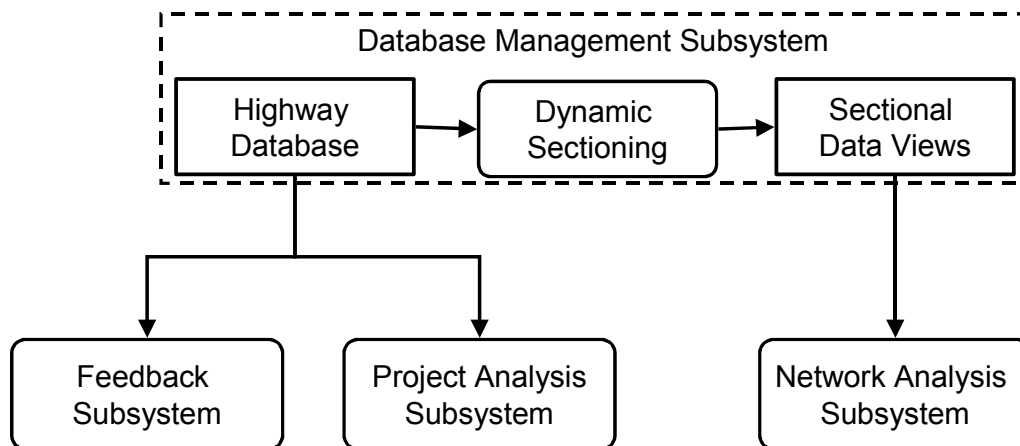 Database Management Subsystem
Highway
Database
Dynamic
Sectioning
Sectional
Data Views
Feedback
Subsystem
Project Analysis
Subsystem
Network Analysis
Subsystem